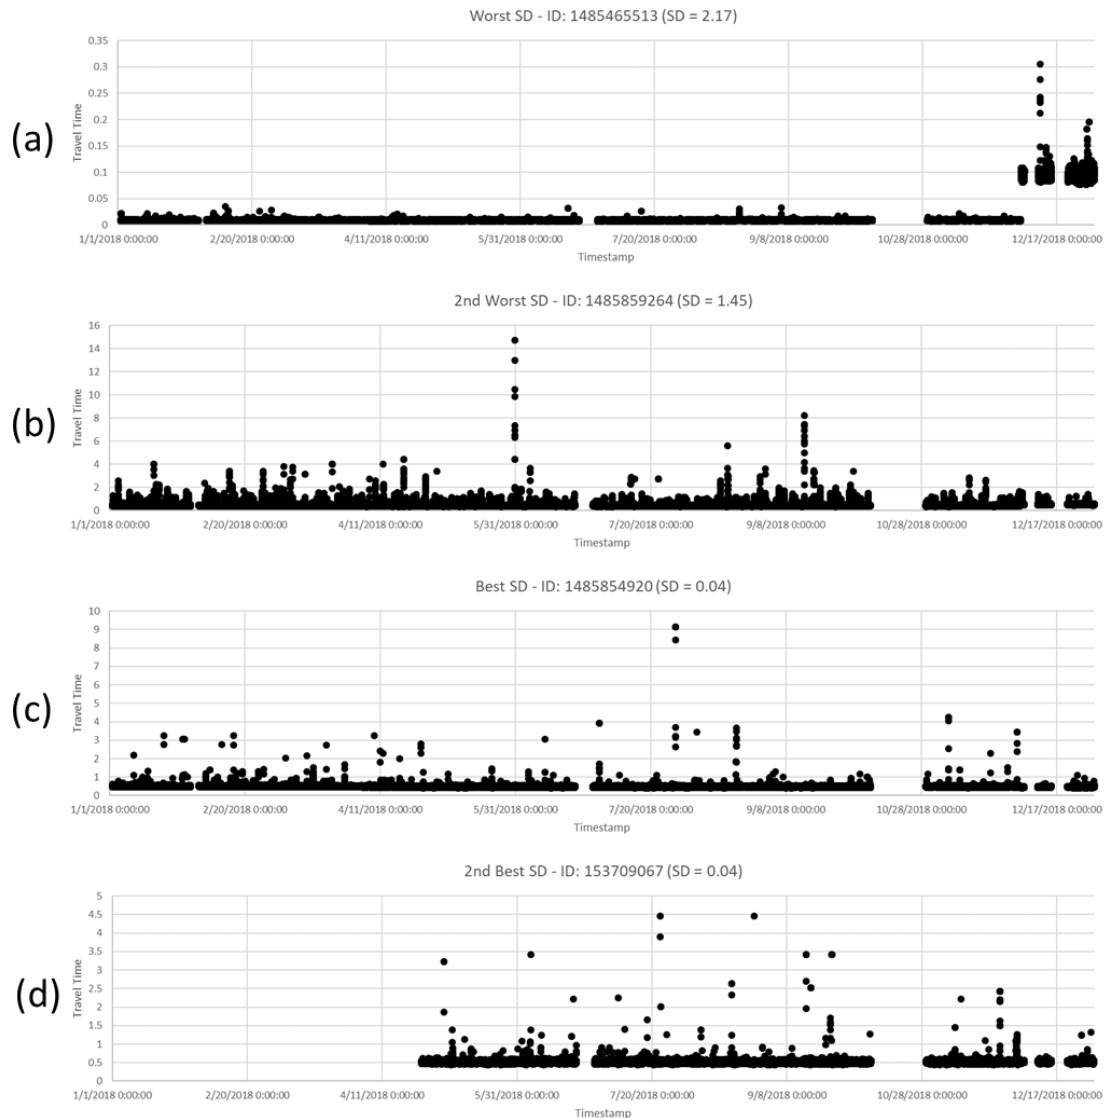 Worst SD - ID: 1485465513 (SD = 2.17)
(a)
Travel Time
0.35
0.3
0.25
0.2
0.15
0.1
0.05
0
1/1/2018 0:00:00 2/20/2018 0:00:00 4/11/2018 0:00:00 5/31/2018 0:00:00 7/20/2018 0:00:00 9/8/2018 0:00:00 10/28/2018 0:00:00 12/17/2018 0:00:00
Timestamp
2nd Worst SD - ID: 1485859264 (SD = 1.45)
(b)
Travel Time
16
14
12
10
8
6
4
2
0
1/1/2018 0:00:00 2/20/2018 0:00:00 4/11/2018 0:00:00 5/31/2018 0:00:00 7/20/2018 0:00:00 9/8/2018 0:00:00 10/28/2018 0:00:00 12/17/2018 0:00:00
Timestamp
Best SD - ID: 1485854920 (SD = 0.04)
(c)
Travel Time
10
9
8
7
6
5
4
3
2
1
0
1/1/2018 0:00:00 2/20/2018 0:00:00 4/11/2018 0:00:00 5/31/2018 0:00:00 7/20/2018 0:00:00 9/8/2018 0:00:00 10/28/2018 0:00:00 12/17/2018 0:00:00
Timestamp
2nd Best SD - ID: 153709067 (SD = 0.04)
(d)
Travel Time
5
4.5
4
3.5
3
2.5
2
1.5
1
0.5
0
1/1/2018 0:00:00 2/20/2018 0:00:00 4/11/2018 0:00:00 5/31/2018 0:00:00 7/20/2018 0:00:00 9/8/2018 0:00:00 10/28/2018 0:00:00 12/17/2018 0:00:00
Timestamp